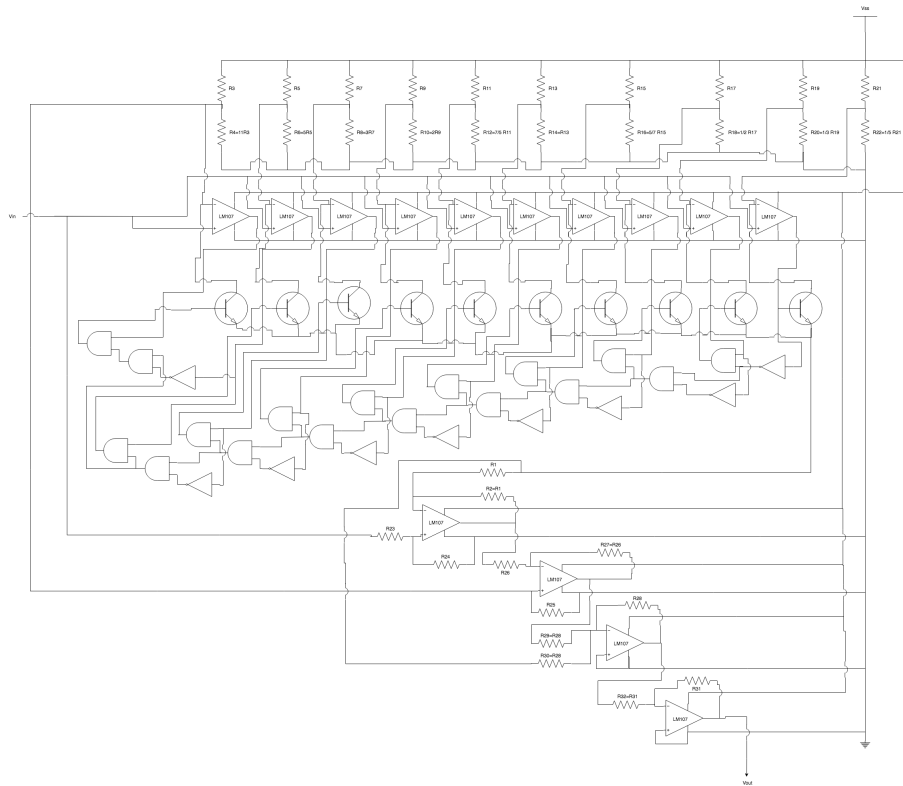 Vss
R3
R5
R7
R9
R11
R13
R15
R17
R19
R21
R4=11R3
R6=5R5
R8=3R7
R10=2R9
R12=7/5 R11
R14=R13
R16=5/7 R15
R18=1/2 R17
R20=1/3 R19
R22=1/5 R21
Vin
LM107
LM107
LM107
LM107
LM107
LM107
LM107
LM107
LM107
LM107
R1
R2=R1
LM107
R23
R24
R27=R26
R26
LM107
R25
R28
R29=R28
LM107
R30=R28
R31
R32=R31
LM107
Vout